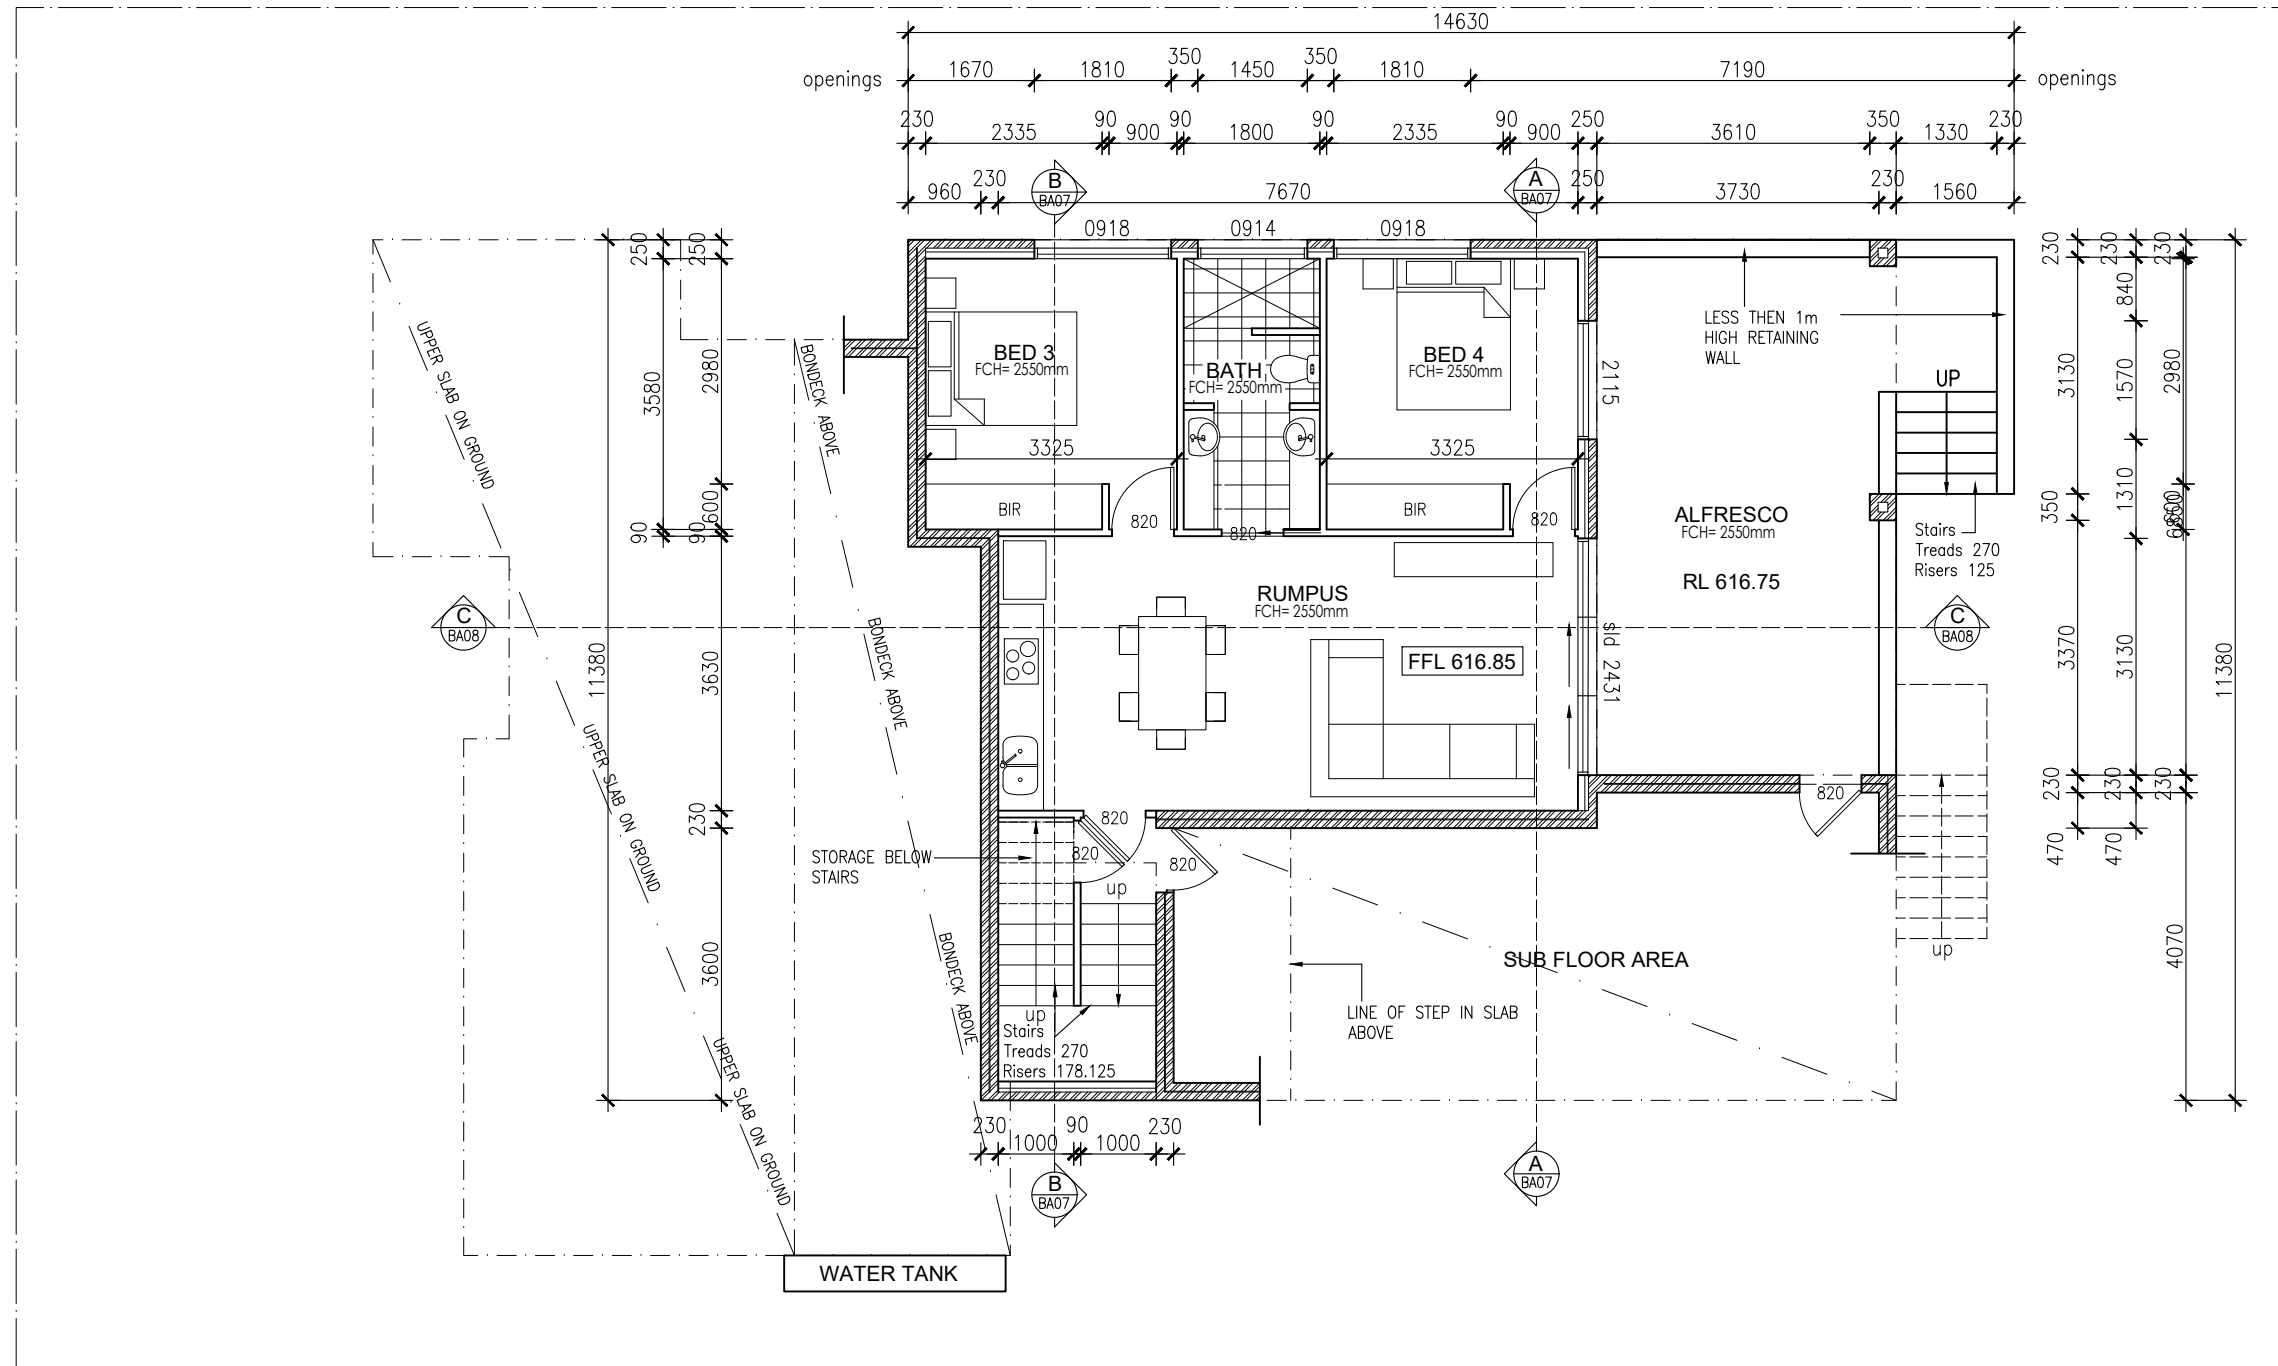 14630
openings 1670 1810 350 1450 350 1810 7190 openings
230 2335 90 900 90 1800 90 2335 90 900 250 3610 350 1330 230
960 230 7670 250 3730 230 1560
B
BA07
A
BA07
0918 0914 0918
250
250
2980
3580
600
90
90
11380
3630
230
3600
UPPER SLAB ON GROUND
UPPER SLAB ON GROUND
UPPER SLAB ON GROUND
BONDECK ABOVE
BONDECK ABOVE
BONDECK ABOVE
BED 3
FCH= 2550mm
3325
BIR
820
BATH
FCH= 2550mm
820
BED 4
FCH= 2550mm
3325
BIR
820
2115
LESS THEN 1m
HIGH RETAINING
WALL
UP
ALFRESCO
FCH= 2550mm
RL 616.75
Stairs
Treads 270
Risers 125
C
BA08
C
BA08
RUMPUS
FCH= 2550mm
FFL 616.85
sld 2431
820
820
820
820
STORAGE BELOW
STAIRS
up
up
Stairs
Treads 270
Risers 178.125
SUB FLOOR AREA
LINE OF STEP IN SLAB
ABOVE
up
230 230 230
840
3130 1570 2980
1310
350
600
3370 3130
11380
230 230 230
470 470
4070
230 1000 90 1000 230
B
BA07
A
BA07
WATER TANK